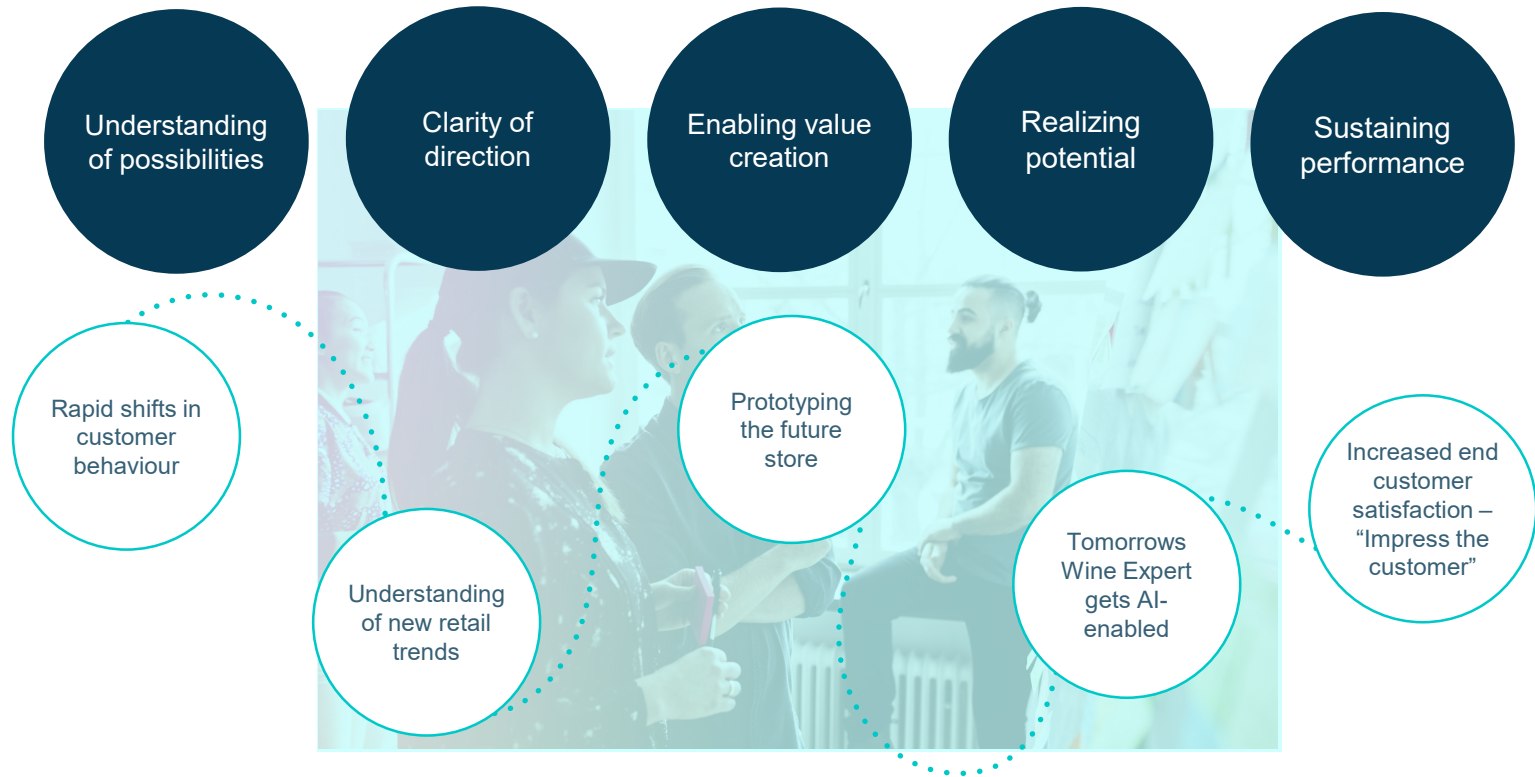 Understanding
of possibilities
Clarity of
direction
Enabling value
creation
Realizing
potential
Sustaining
performance
Rapid shifts in
customer
behaviour
Understanding
of new retail
trends
Prototyping
the future
store
Tomorrows
Wine Expert
gets AI-
enabled
Increased end
customer
satisfaction –
“Impress the
customer”